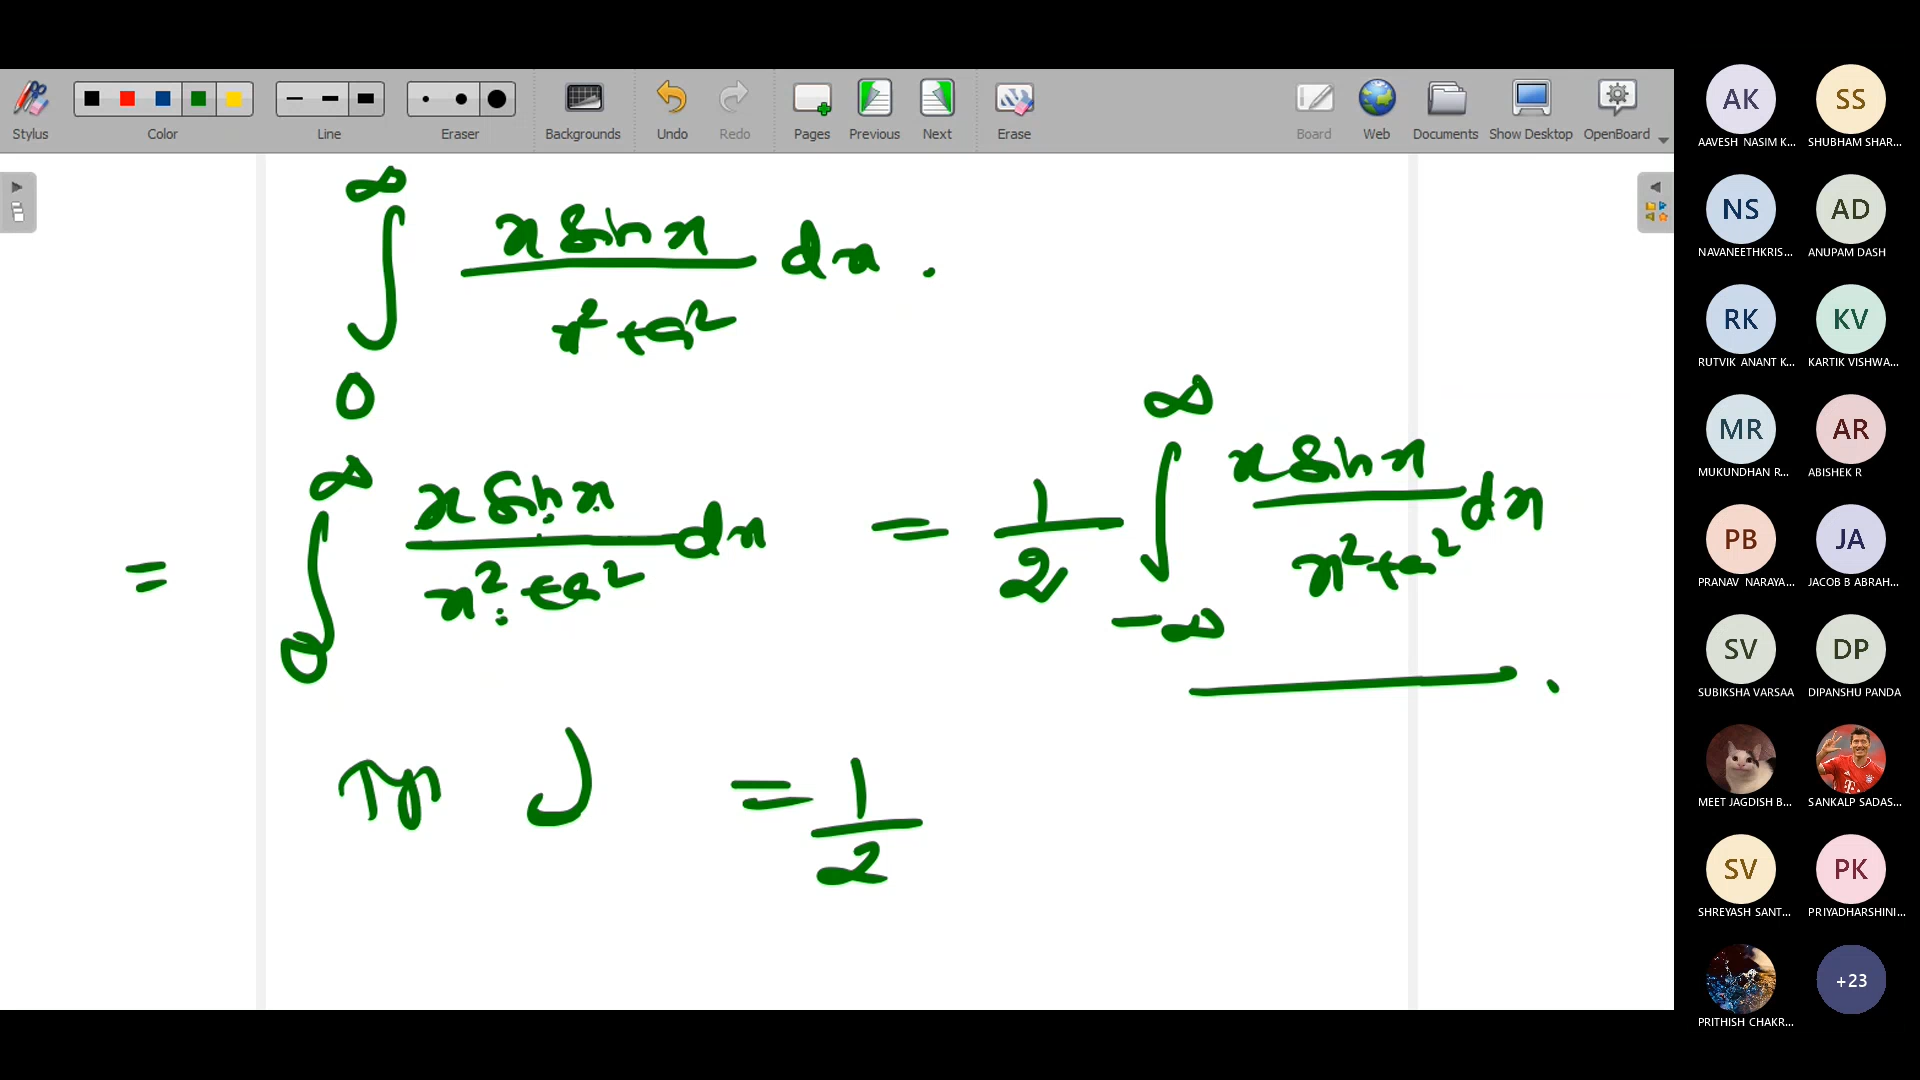 Stylus Color Line Eraser Backgrounds Undo Redo Pages Previous Next Erase Board Web Documents Show Desktop OpenBoard
∫₀^∞ x sin x / x² + a² dx .
= ∫₀^∞ x sin x / x² + a² dx = 1/2 ∫₋∞^∞ x sin x / x² + a² dx .
∫ = 1/2
AK SS
AAVESH NASIM K... SHUBHAM SHAR...
NS AD
NAVANEETHKRIS... ANUPAM DASH
RK KV
RUTVIK ANANT K... KARTIK VISHWA...
MR AR
MUKUNDHAN R... ABISHEK R
PB JA
PRANAV NARAYA... JACOB B ABRAH...
SV DP
SUBIKSHA VARSAA DIPANSHU PANDA
MEET JAGDISH B... SANKALP SADAS...
SV PK
SHREYASH SANT... PRIYADHARSHINI...
+23
PRITHISH CHAKR...